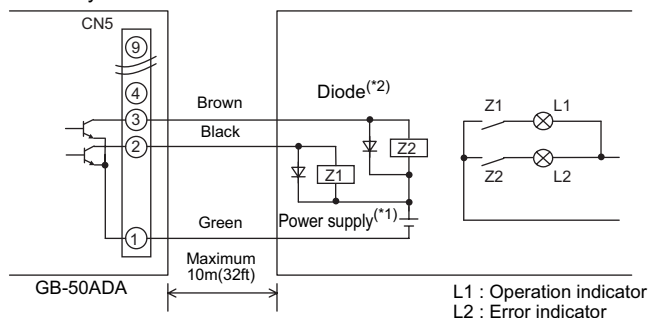 CN5
9
4
3
2
1
Brown
Black
Green
Diode(*2)
Z2
Z1
Power supply(*1)
Z1
L1
Z2
L2
Maximum
10m(32ft)
GB-50ADA
L1 : Operation indicator
L2 : Error indicator